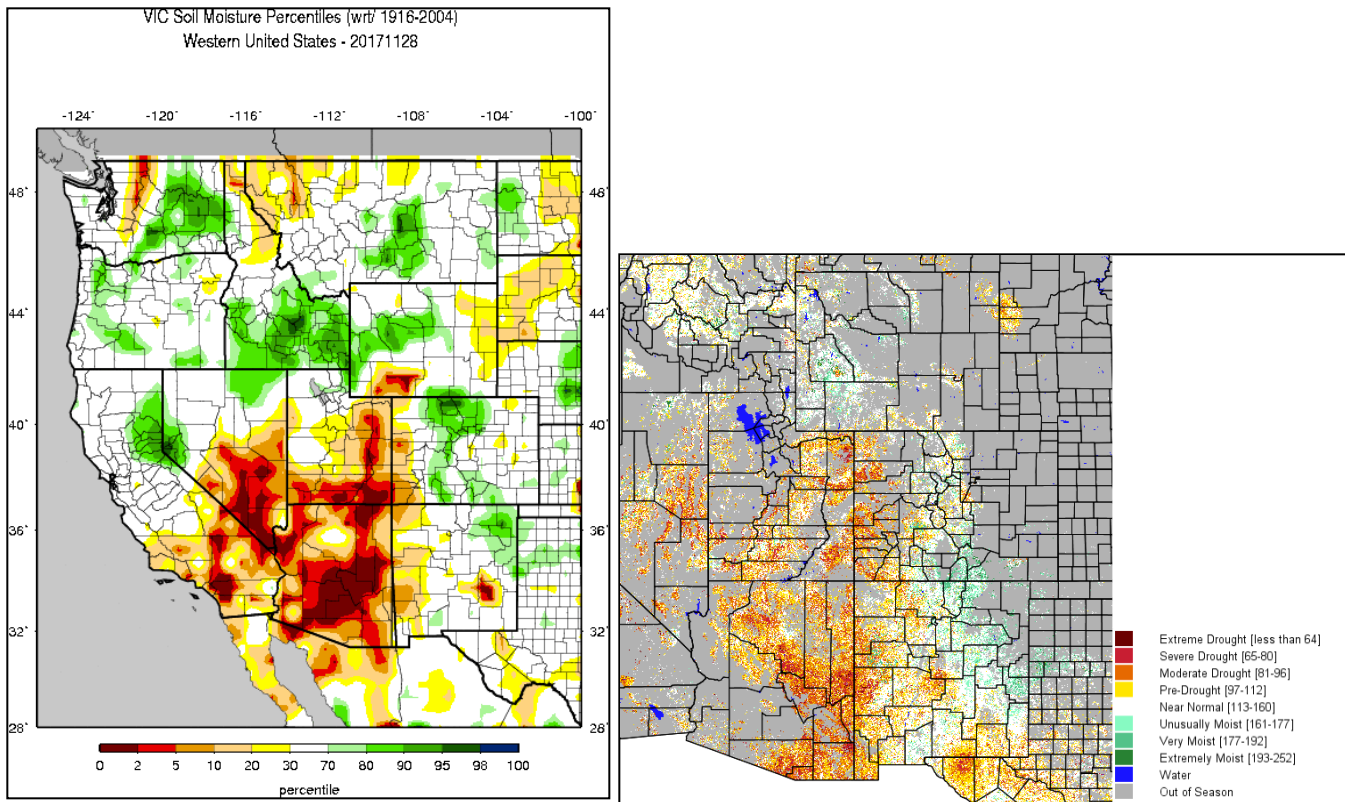 VIC Soil Moisture Percentiles (wrt/ 1916-2004)
Western United States - 20171128
-124° -120° -116° -112° -108° -104° -100°
48° 48°
44° 44°
40° 40°
36° 36°
32° 32°
28° 28°
0 2 5 10 20 30 70 80 90 95 98 100
percentile
Extreme Drought [less than 64]
Severe Drought [65-80]
Moderate Drought [81-96]
Pre-Drought [97-112]
Near Normal [113-160]
Unusually Moist [161-177]
Very Moist [177-192]
Extremely Moist [193-252]
Water
Out of Season